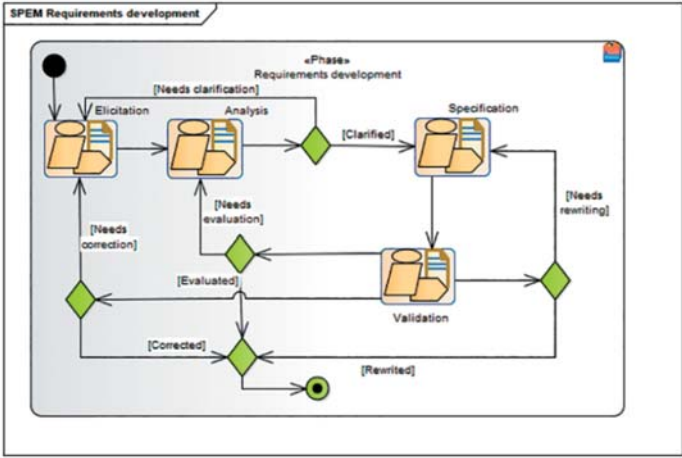 SPEM Requirements development
«Phase»
Requirements development
[Needs clarification]
Elicitation
Analysis
Specification
[Clarified]
[Needs
evaluation]
[Needs
rewriting]
[Needs
correction]
[Evaluated]
Validation
[Corrected]
[Rewrited]